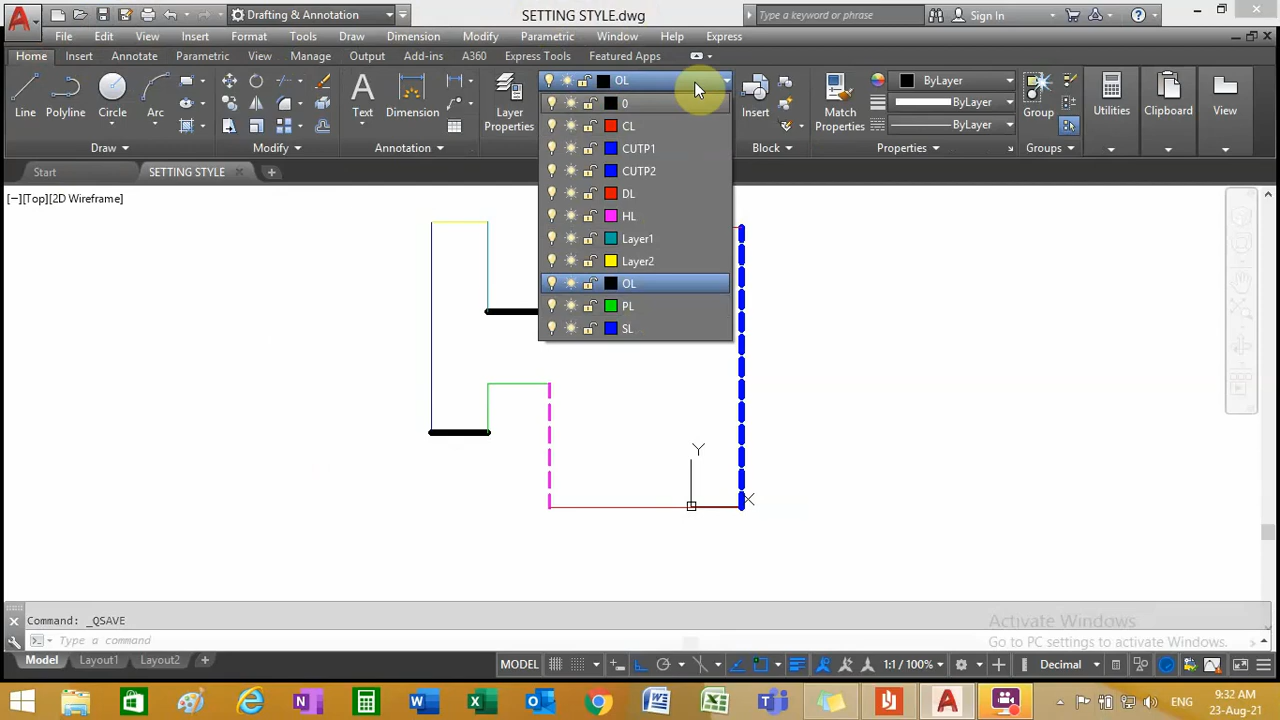 Drafting & Annotation
SETTING STYLE.dwg
Type a keyword or phrase
Sign In
File Edit View Insert Format Tools Draw Dimension Modify Parametric Window Help Express
Home Insert Annotate Parametric View Manage Output Add-ins A360 Express Tools Featured Apps
Line
Polyline
Circle
Arc
Text
Dimension
Layer
Properties
OL
Insert
Match
Properties
ByLayer
ByLayer
ByLayer
Group
Utilities
Clipboard
View
Draw
Modify
Annotation
Block
Properties
Groups
0
CL
CUTP1
CUTP2
DL
HL
Layer1
Layer2
OL
PL
SL
Start
SETTING STYLE
[−][Top][2D Wireframe]
Y
X
Command: _QSAVE
Type a command
Activate Windows
Go to PC settings to activate Windows.
Model Layout1 Layout2
MODEL
1:1 / 100%
Decimal
ENG
9:32 AM
23-Aug-21